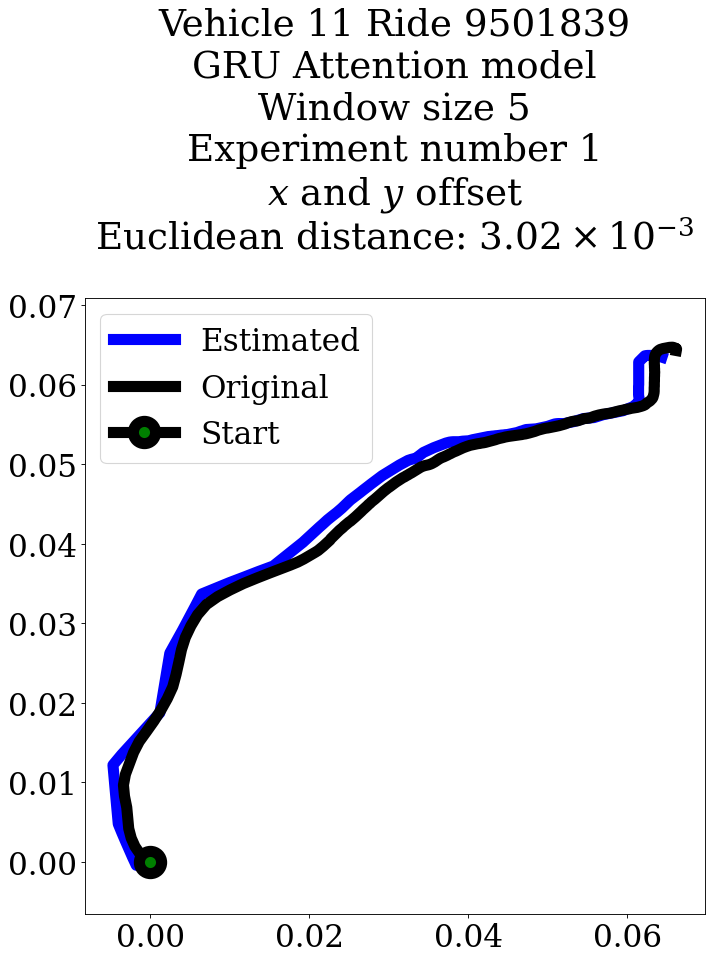 Vehicle 11 Ride 9501839
GRU Attention model
Window size 5
Experiment number 1
x and y offset
Euclidean distance: 3.02 × 10⁻³
0.07
0.06
0.05
0.04
0.03
0.02
0.01
0.00
Estimated
Original
Start
0.00 0.02 0.04 0.06